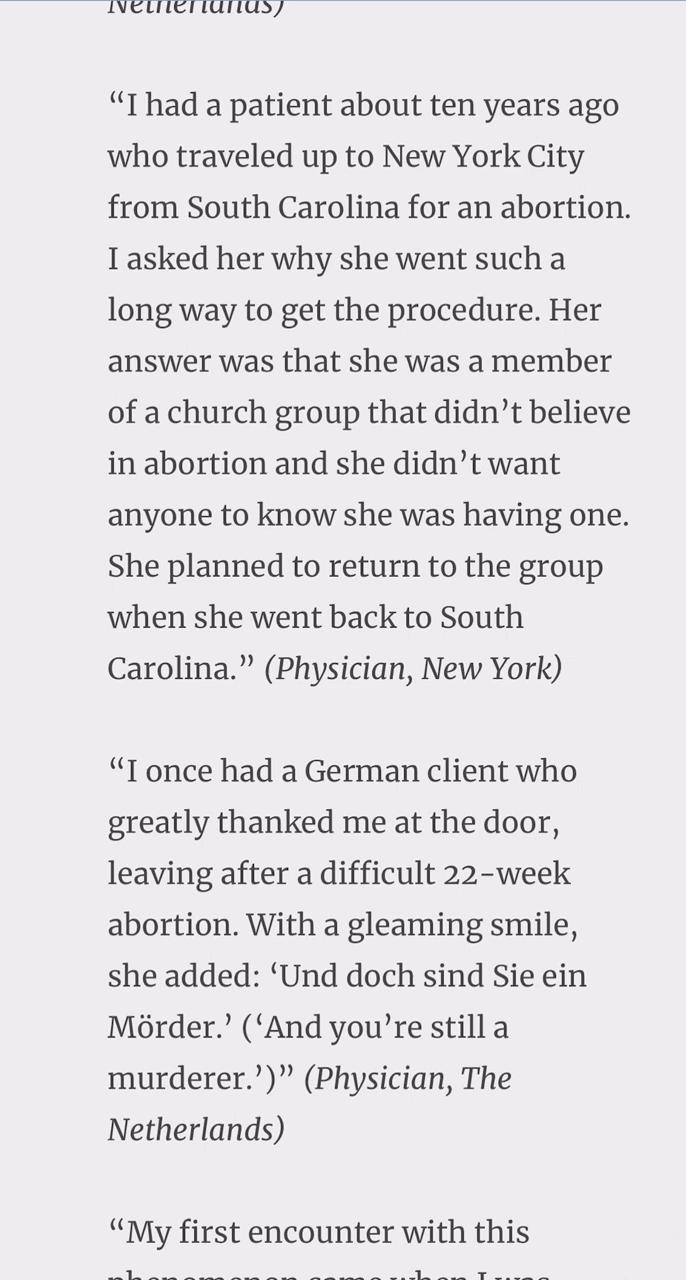 Netherlands)
“I had a patient about ten years ago
who traveled up to New York City
from South Carolina for an abortion.
I asked her why she went such a
long way to get the procedure. Her
answer was that she was a member
of a church group that didn’t believe
in abortion and she didn’t want
anyone to know she was having one.
She planned to return to the group
when she went back to South
Carolina.” (Physician, New York)
“I once had a German client who
greatly thanked me at the door,
leaving after a difficult 22-week
abortion. With a gleaming smile,
she added: ‘Und doch sind Sie ein
Mörder.’ (‘And you’re still a
murderer.’)” (Physician, The
Netherlands)
“My first encounter with this
phenomenon came when I was